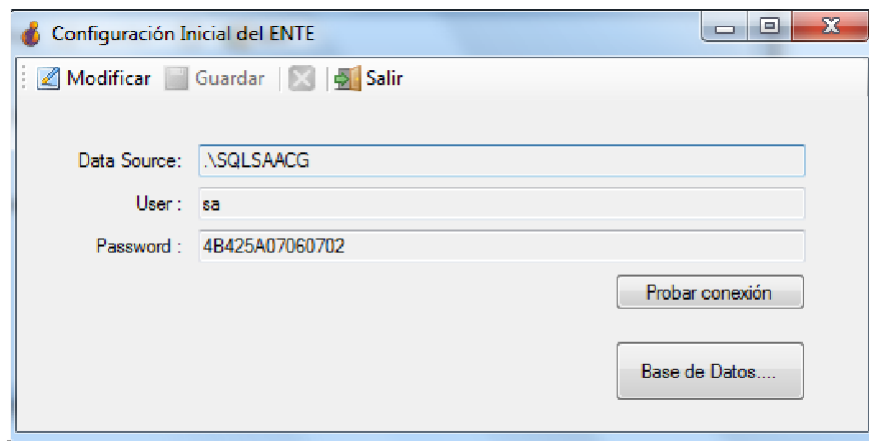 Configuración Inicial del ENTE
Modificar Guardar Salir
Data Source: .\SQLSAACG
User : sa
Password : 4B425A07060702
Probar conexión
Base de Datos....